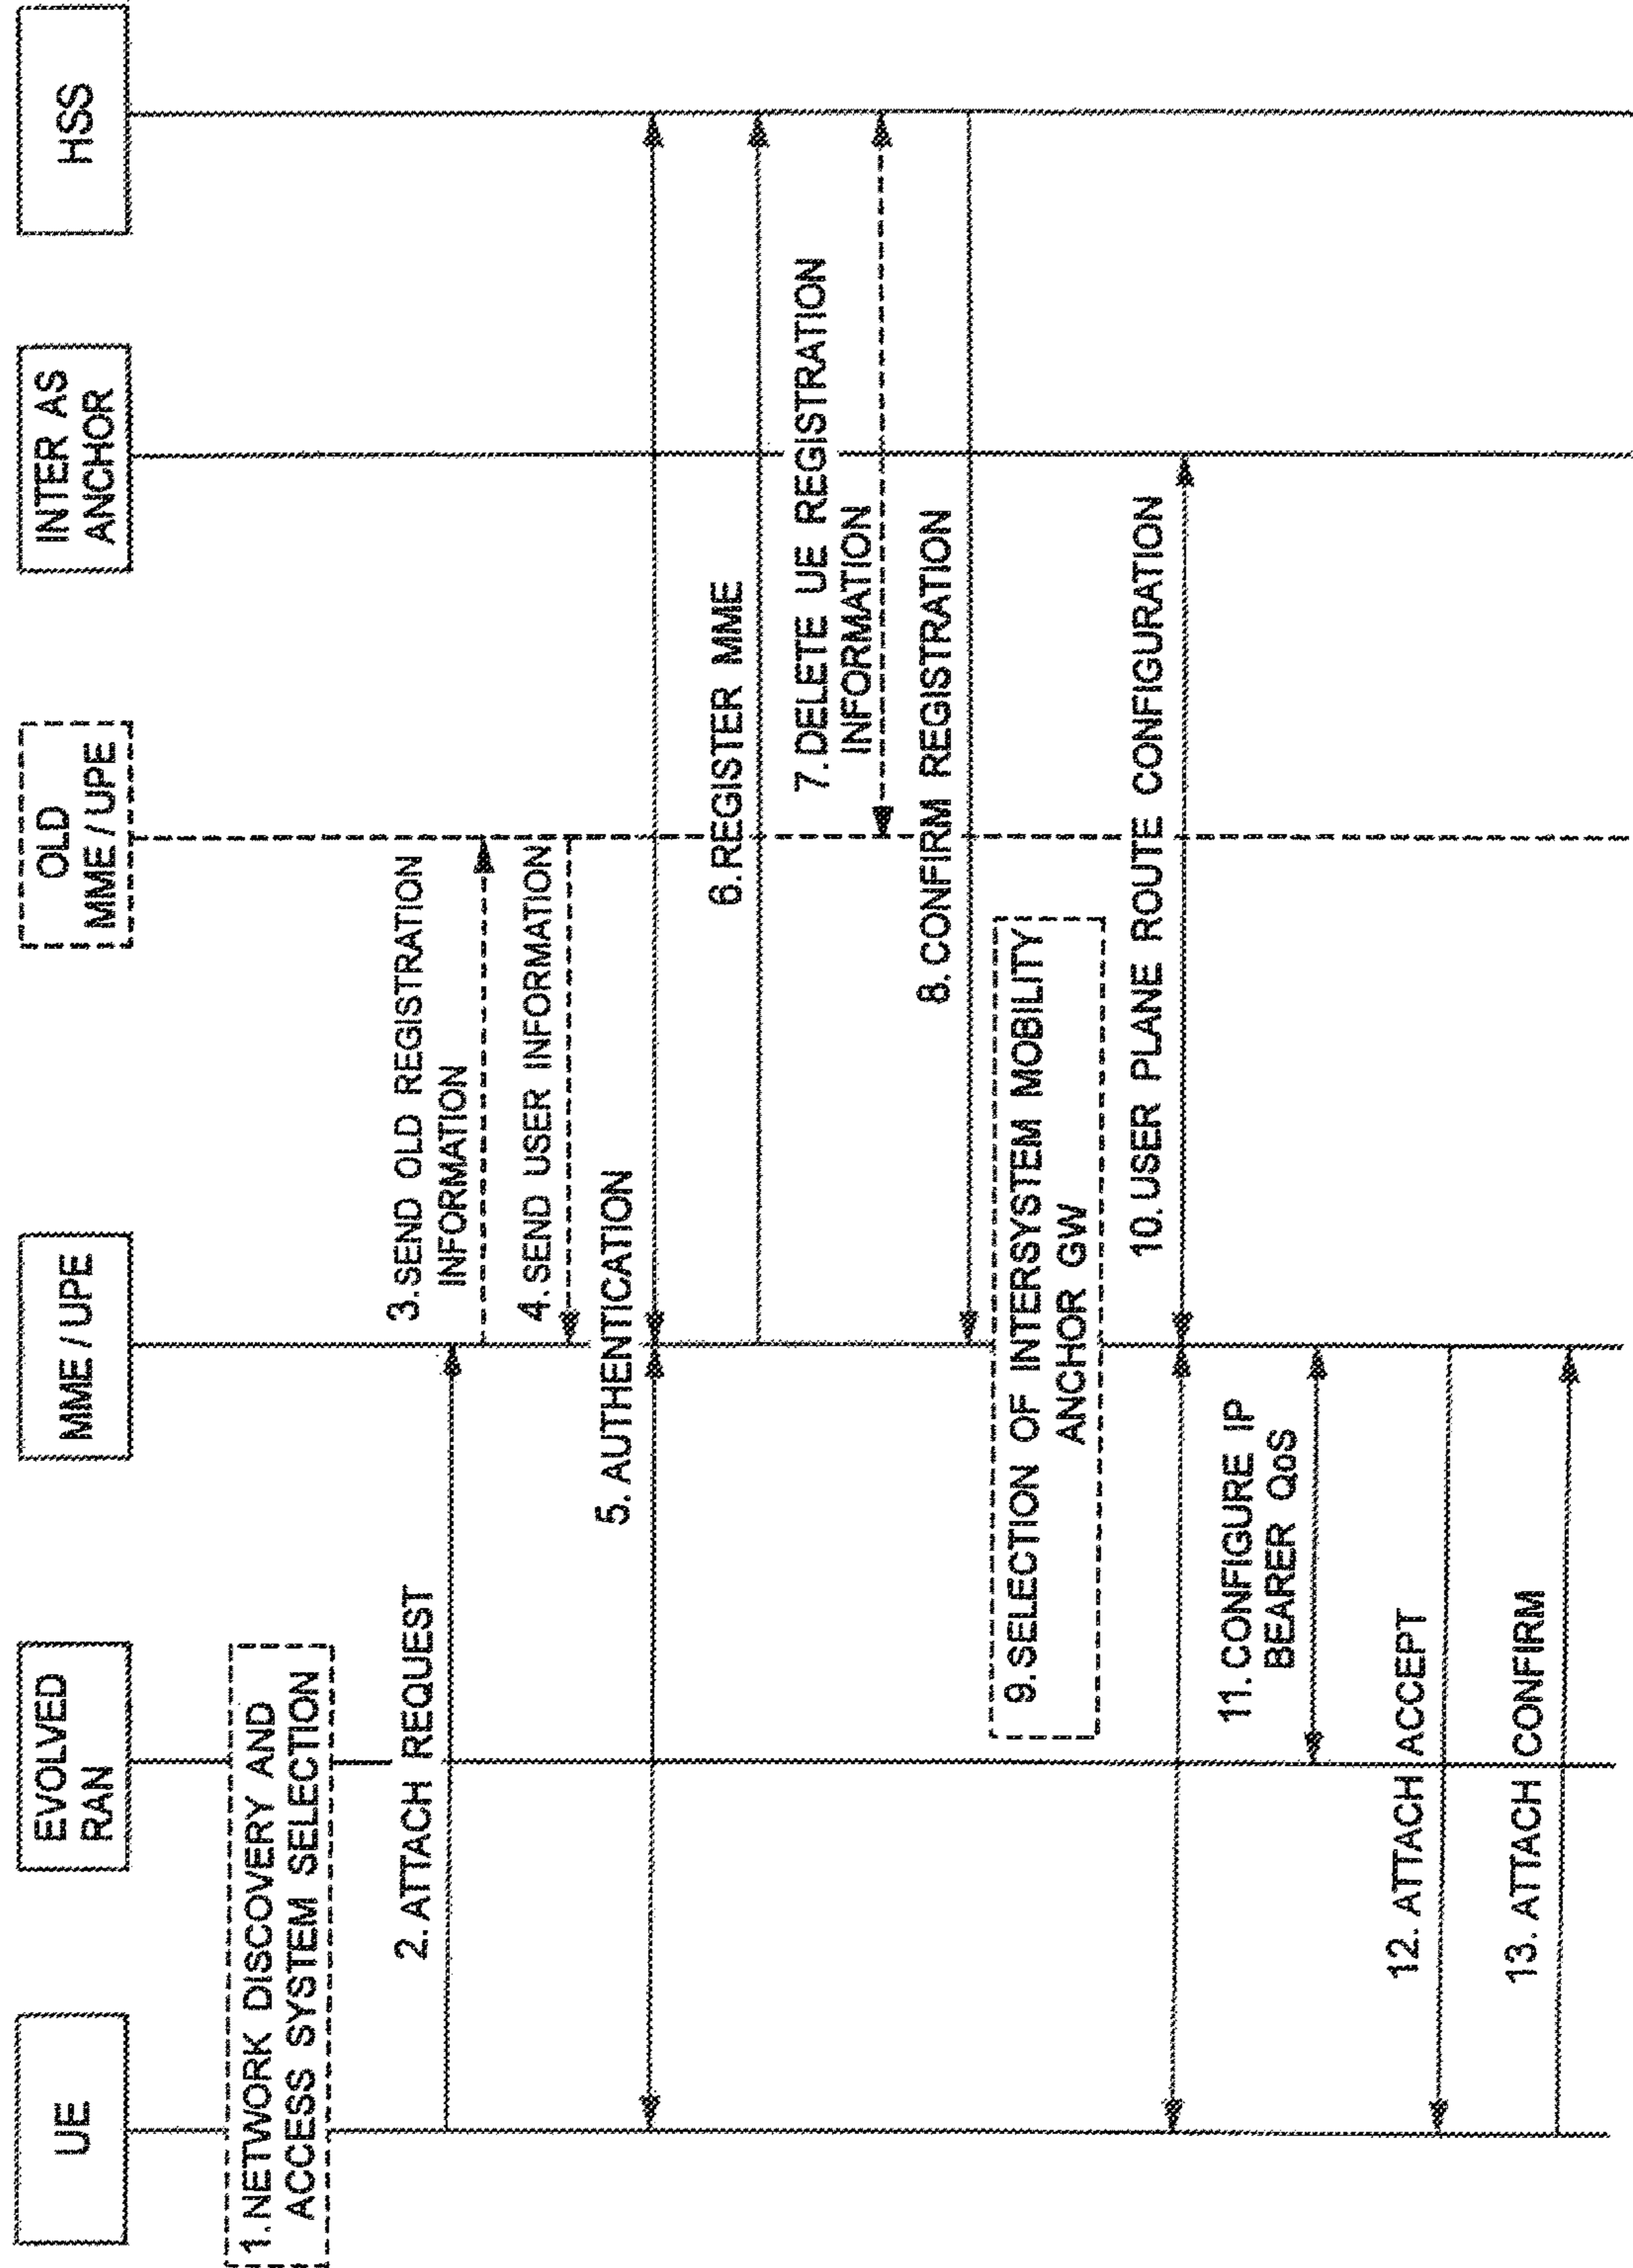 UE
EVOLVED
RAN
MME / UPE
OLD
MME / UPE
INTER AS
ANCHOR
HSS
1. NETWORK DISCOVERY AND
ACCESS SYSTEM SELECTION
2. ATTACH REQUEST
3. SEND OLD REGISTRATION
INFORMATION
4. SEND USER INFORMATION
5. AUTHENTICATION
6. REGISTER MME
7. DELETE UE REGISTRATION
INFORMATION
8. CONFIRM REGISTRATION
9. SELECTION OF INTERSYSTEM MOBILITY
ANCHOR GW
10. USER PLANE ROUTE CONFIGURATION
11. CONFIGURE IP
BEARER QoS
12. ATTACH ACCEPT
13. ATTACH CONFIRM